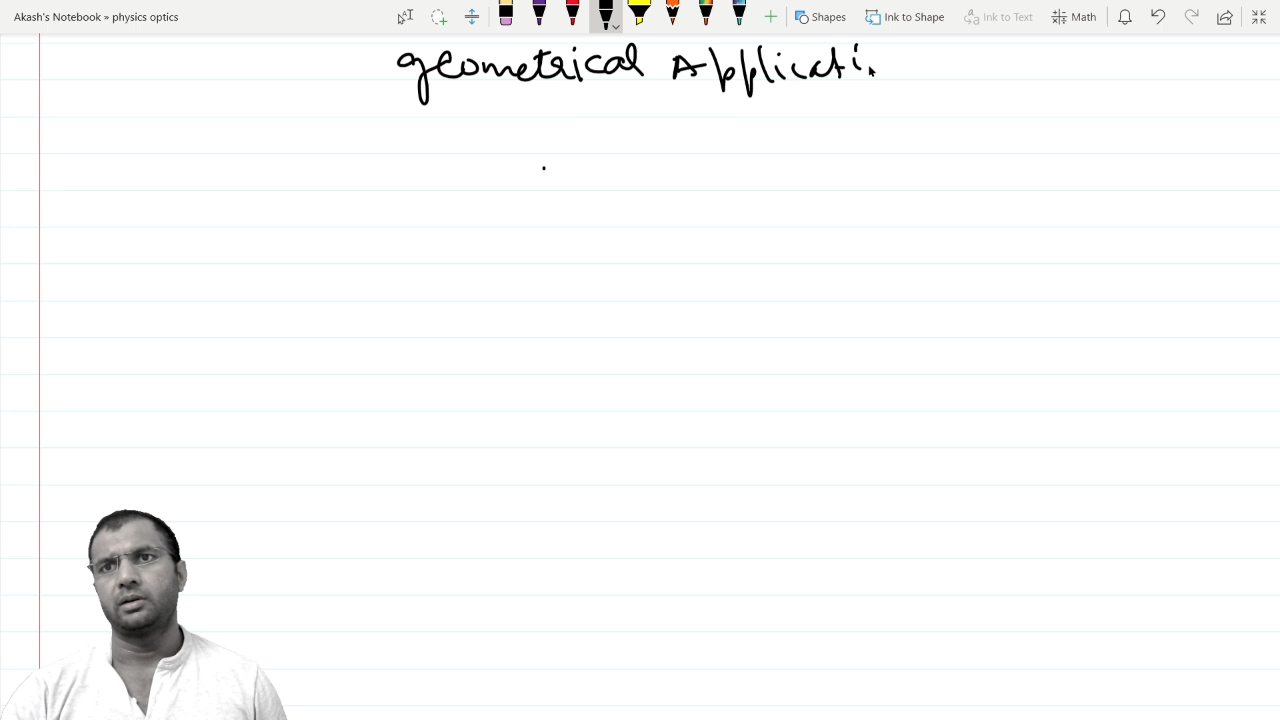 Akash's Notebook » physics optics
Shapes
Ink to Shape
Ink to Text
Math
geometrical Applicati